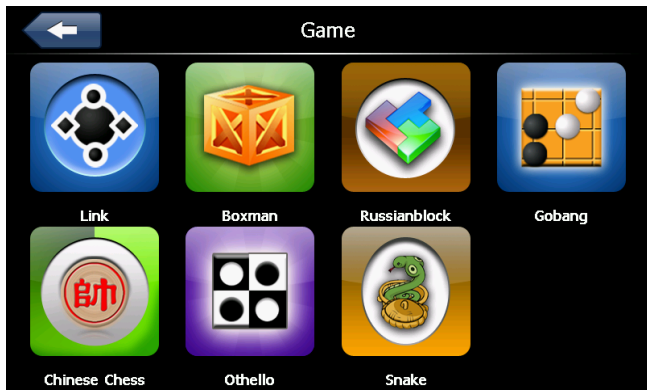 Game
Link
Boxman
Russianblock
Gobang
帥
Chinese Chess
Othello
Snake